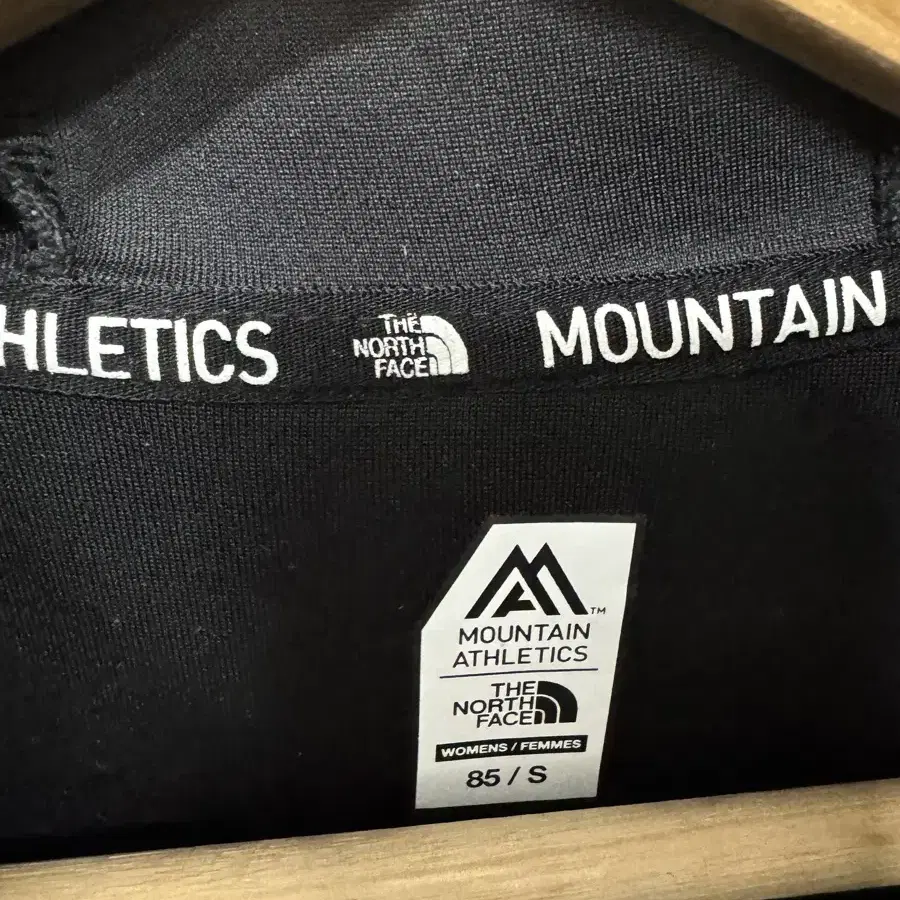 HLETICS
THE
NORTH
FACE
MOUNTAIN
MOUNTAIN
ATHLETICS
THE
NORTH
FACE
WOMENS / FEMMES
85 / S